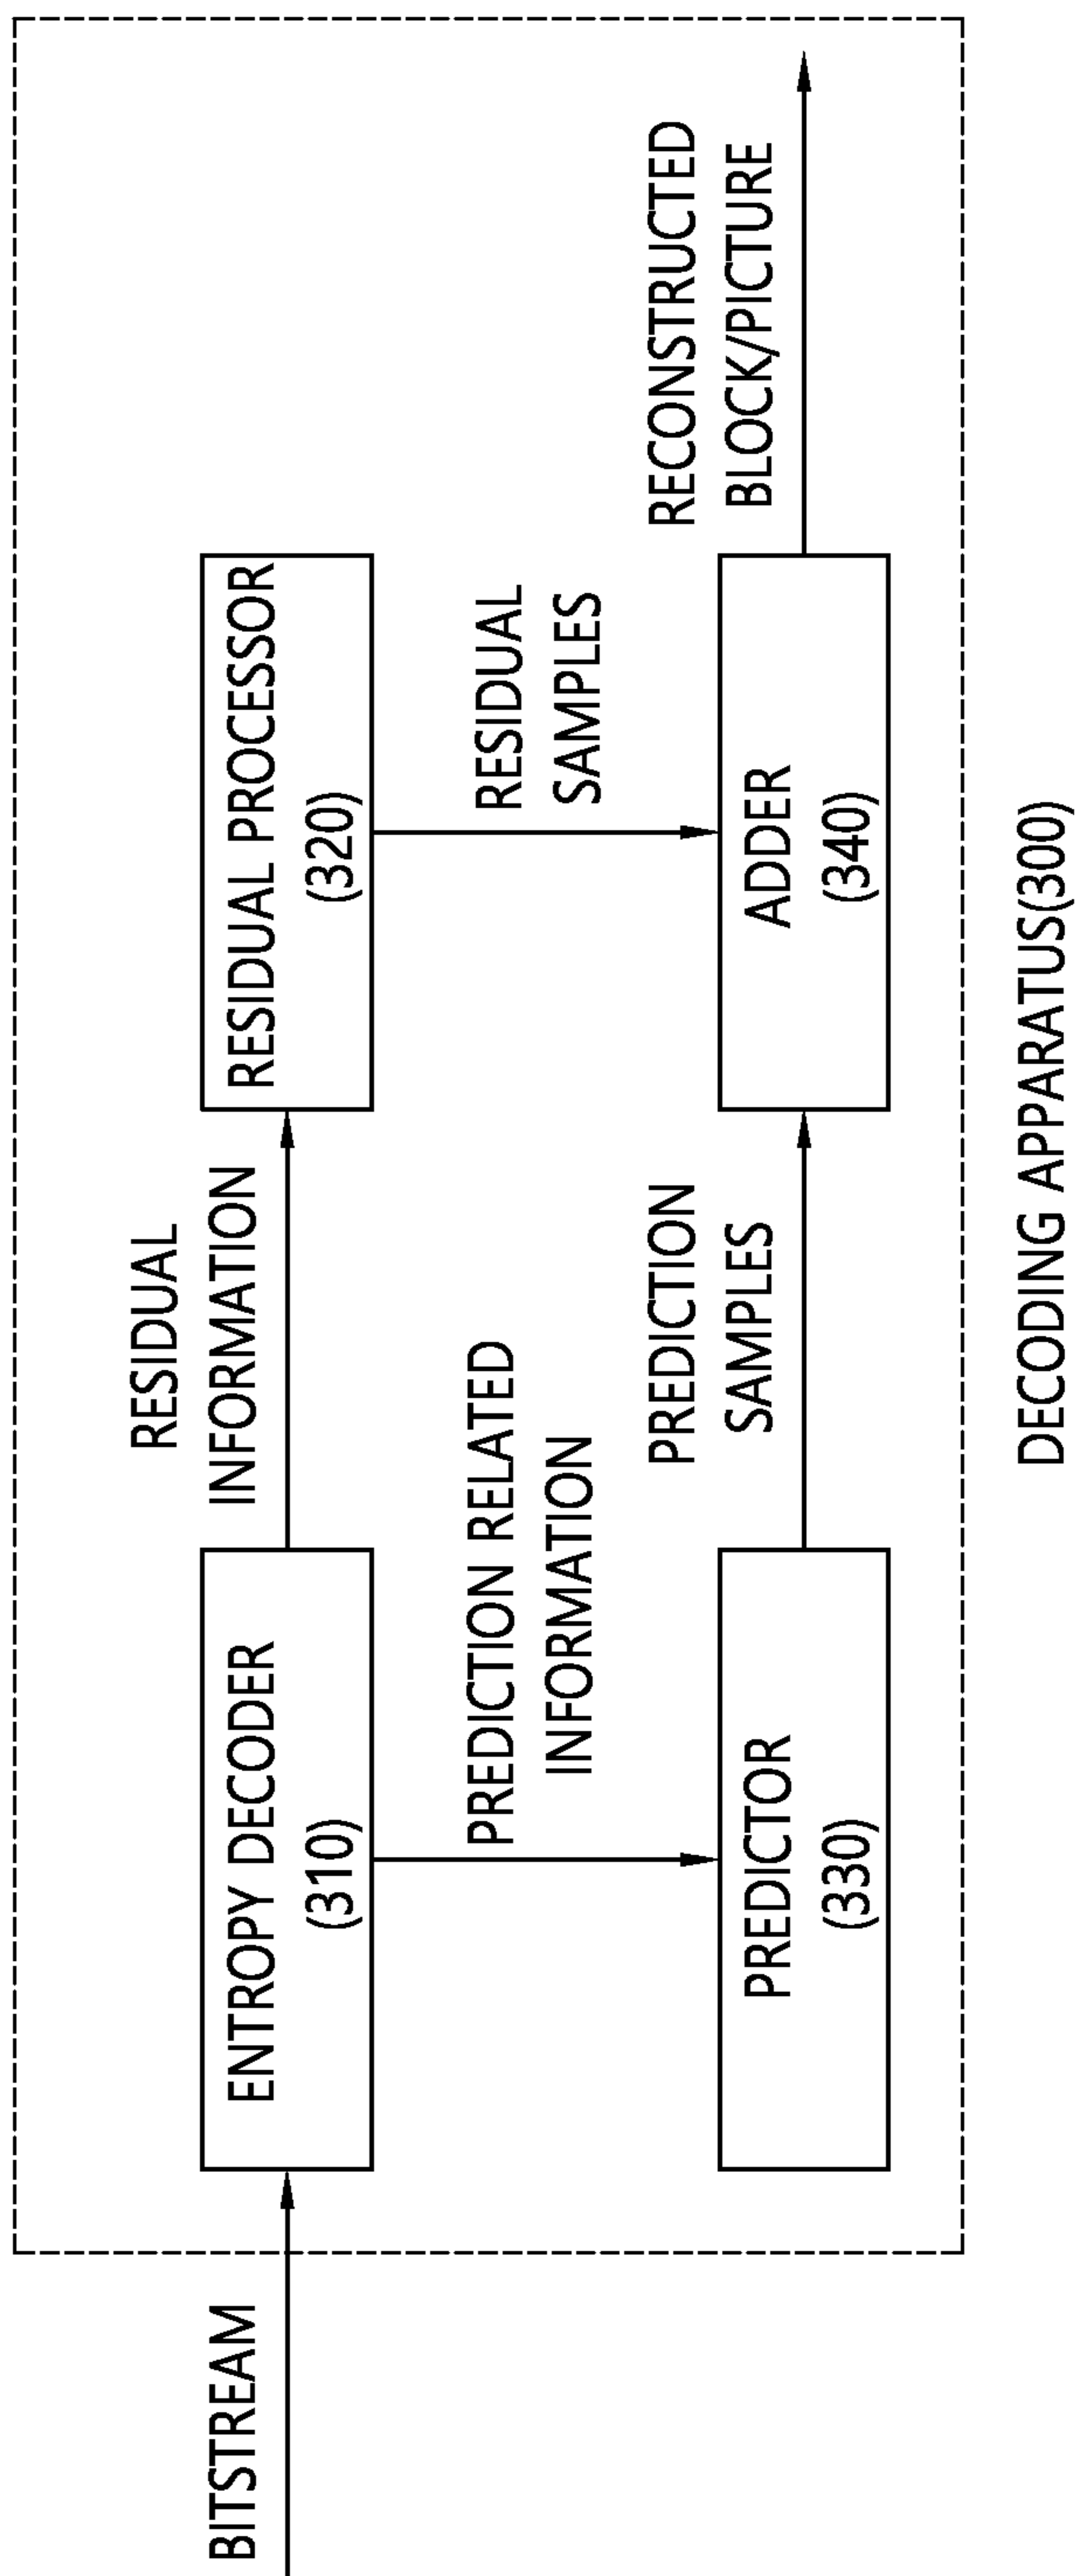 BITSTREAM
ENTROPY DECODER
(310)
RESIDUAL
INFORMATION
RESIDUAL PROCESSOR
(320)
PREDICTION RELATED
INFORMATION
RESIDUAL
SAMPLES
PREDICTOR
(330)
PREDICTION
SAMPLES
ADDER
(340)
RECONSTRUCTED
BLOCK/PICTURE
DECODING APPARATUS(300)